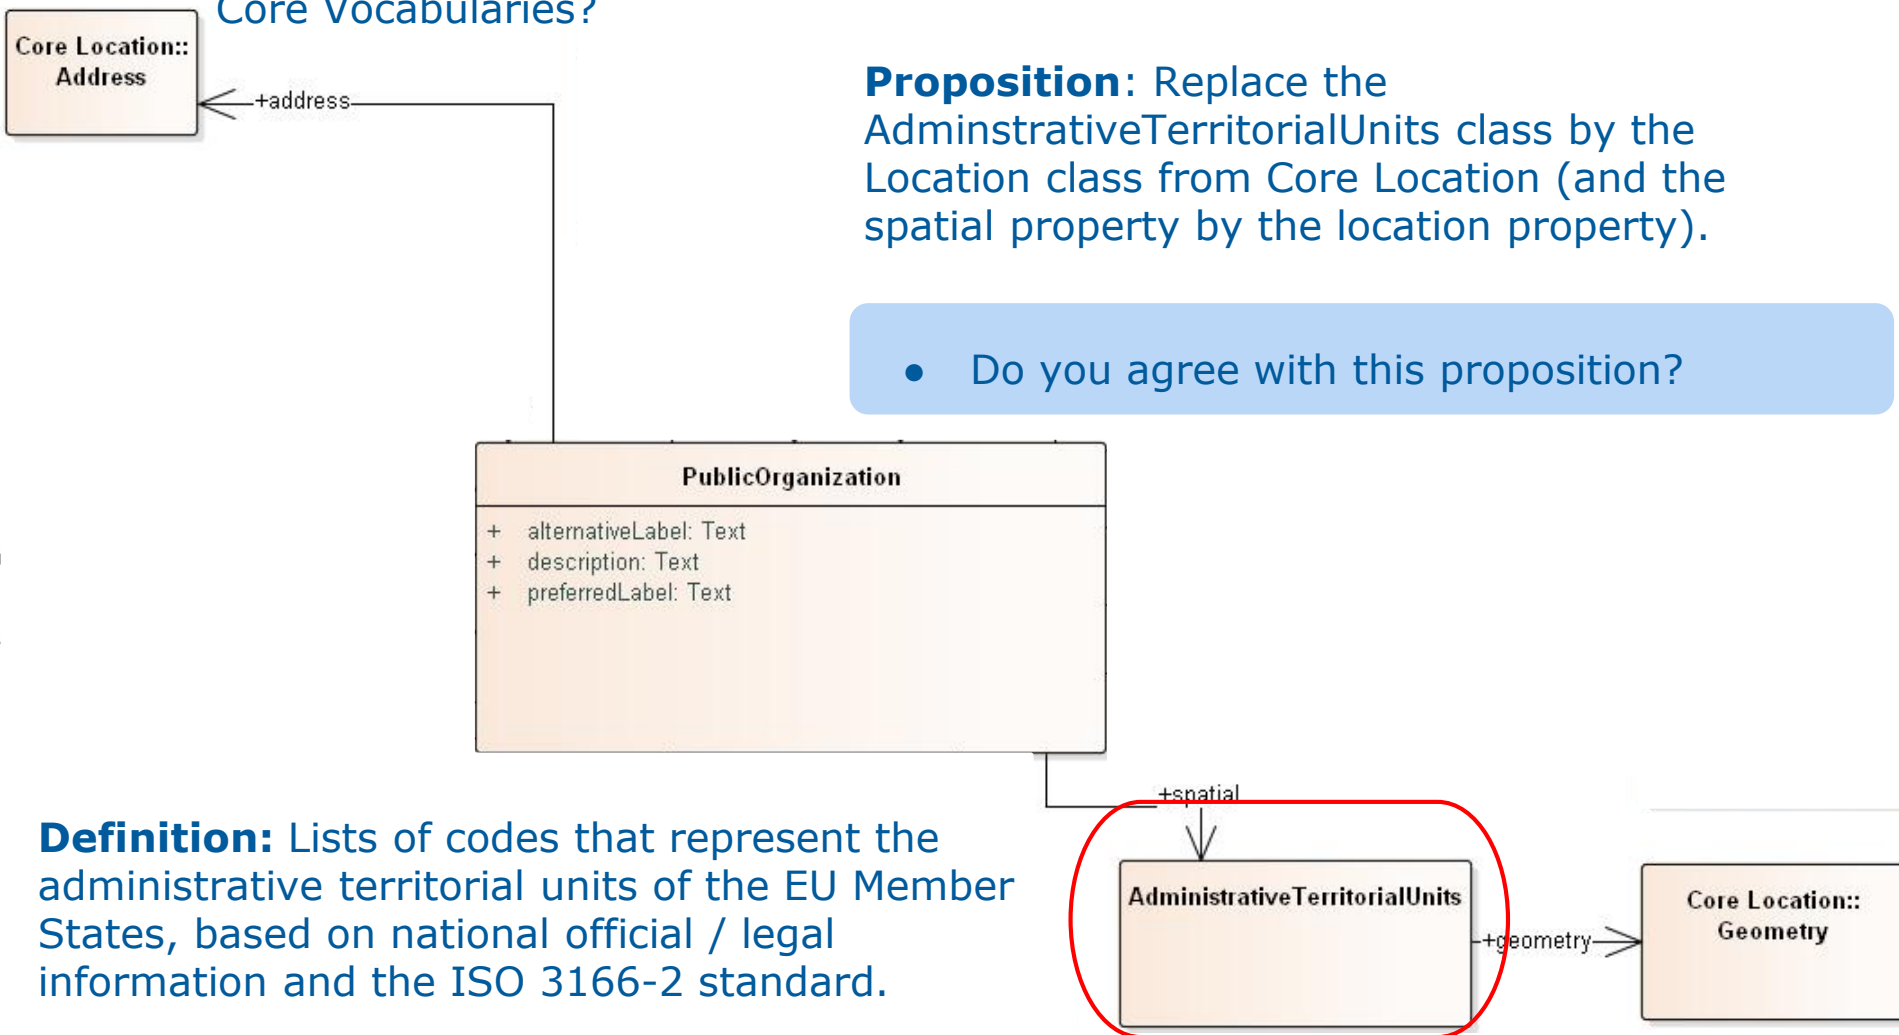 Core Vocabularies?
Core Location::
Address
+address
Proposition: Replace the
AdminstrativeTerritorialUnits class by the
Location class from Core Location (and the
spatial property by the location property).
● Do you agree with this proposition?
PublicOrganization
+ alternativeLabel: Text
+ description: Text
+ preferredLabel: Text
+spatial
Definition: Lists of codes that represent the
administrative territorial units of the EU Member
States, based on national official / legal
information and the ISO 3166-2 standard.
AdministrativeTerritorialUnits
+geometry
Core Location::
Geometry